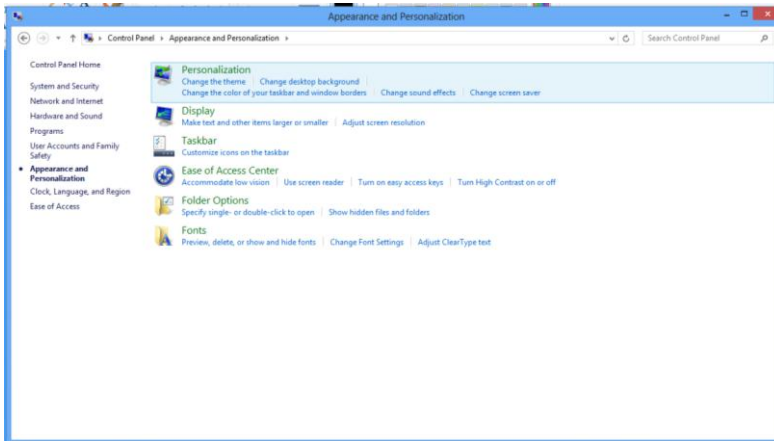 Appearance and Personalization
Control Panel Appearance and Personalization
Search Control Panel
Control Panel Home
System and Security
Network and Internet
Hardware and Sound
Programs
User Accounts and Family
Safety
Appearance and
Personalization
Clock, Language, and Region
Ease of Access
Personalization
Change the theme Change desktop background
Change the color of your taskbar and window borders Change sound effects Change screen saver
Display
Make text and other items larger or smaller Adjust screen resolution
Taskbar
Customize icons on the taskbar
Ease of Access Center
Accommodate low vision Use screen reader Turn on easy access keys Turn High Contrast on or off
Folder Options
Specify single- or double-click to open Show hidden files and folders
Fonts
Preview, delete, or show and hide fonts Change Font Settings Adjust ClearType text